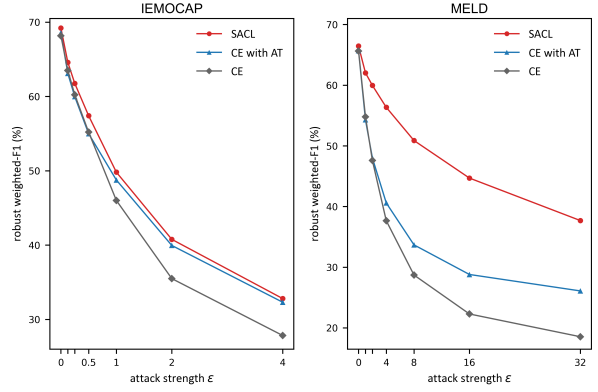 IEMOCAP
70
60
50
40
30
robust weighted-F1 (%)
SACL
CE with AT
CE
0 0.5 1 2 4
attack strength ε
MELD
70
60
50
40
30
20
robust weighted-F1 (%)
SACL
CE with AT
CE
0 4 8 16 32
attack strength ε